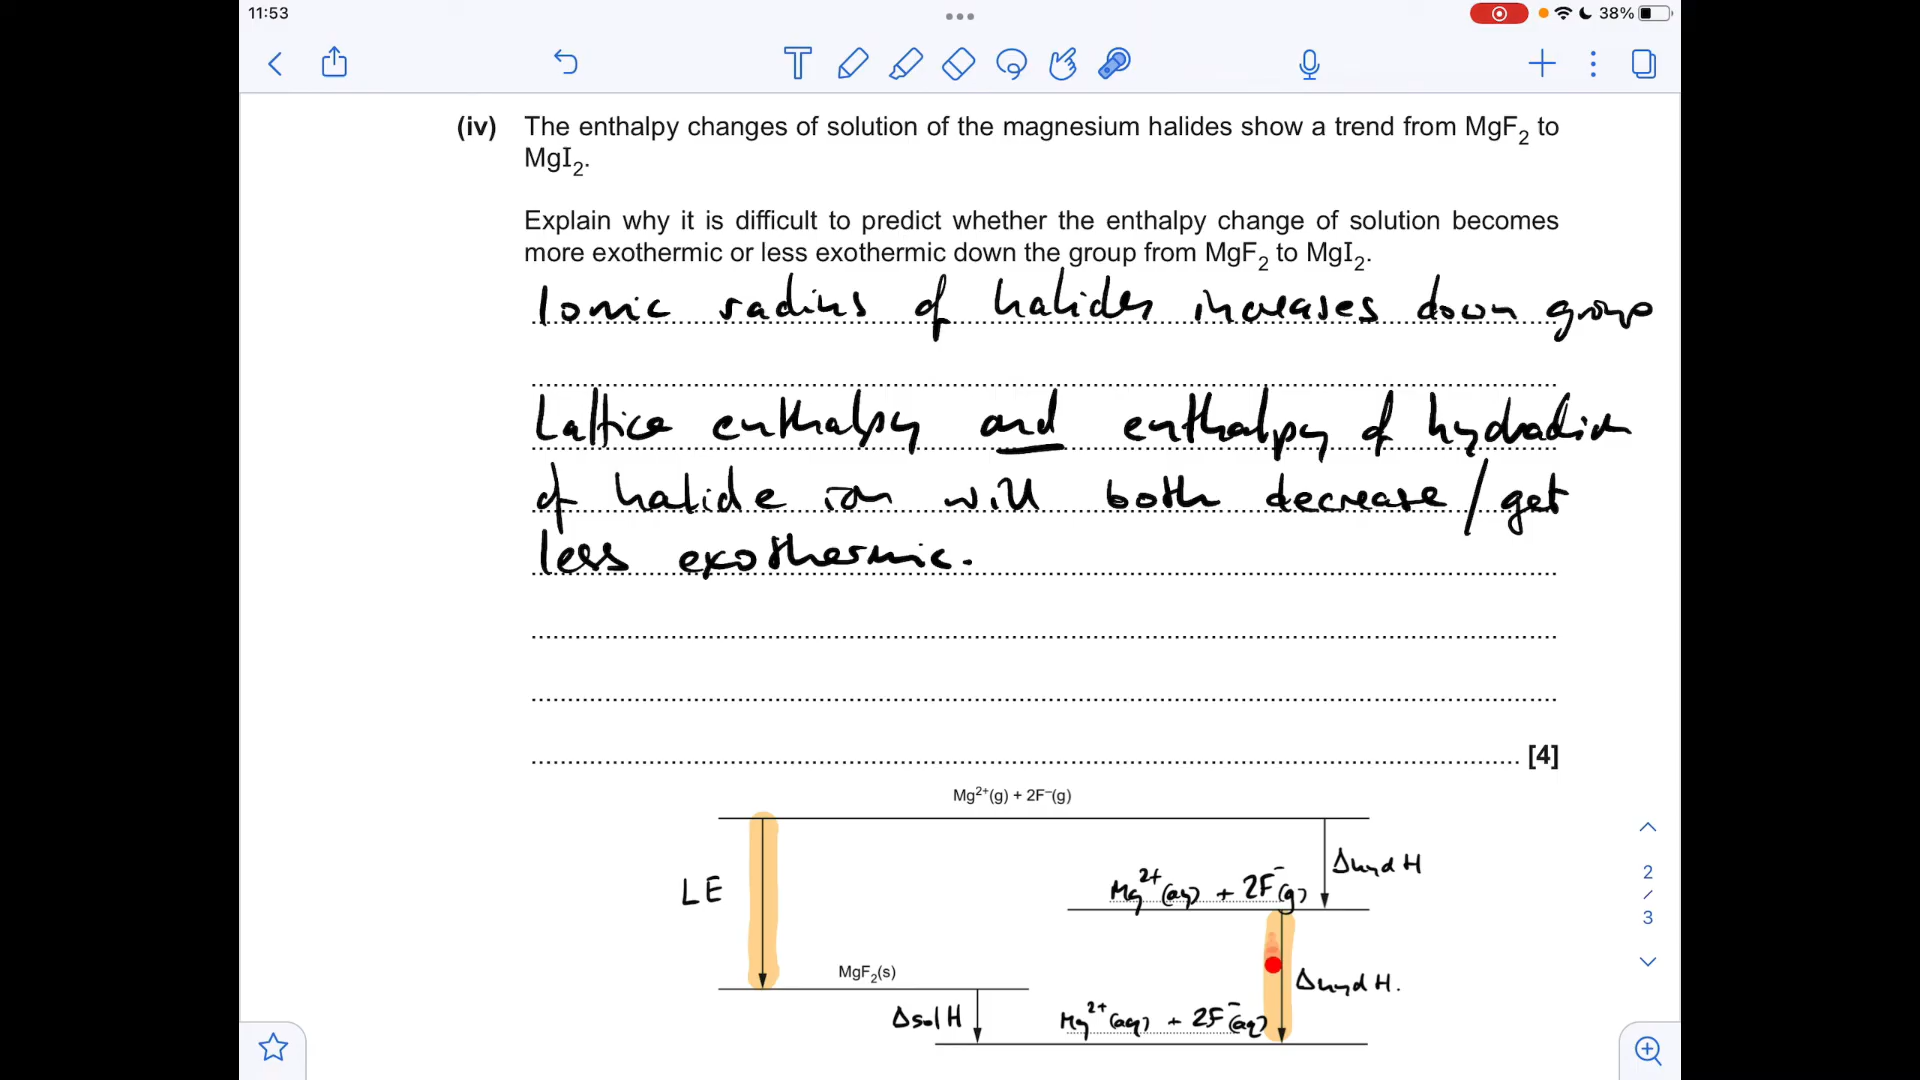 11:53
38%
(iv) The enthalpy changes of solution of the magnesium halides show a trend from MgF₂ to
MgI₂.
Explain why it is difficult to predict whether the enthalpy change of solution becomes
more exothermic or less exothermic down the group from MgF₂ to MgI₂.
Ionic radius of halides increases down group
Lattice enthalpy and enthalpy of hydration
of halide ion will both decrease / get
less exothermic.
[4]
Mg²⁺(g) + 2F⁻(g)
LE
ΔhydH
Mg²⁺(aq) + 2F⁻(g)
MgF₂(s)
ΔhydH.
ΔsolH
Mg²⁺(aq) + 2F⁻(aq)
2
/
3